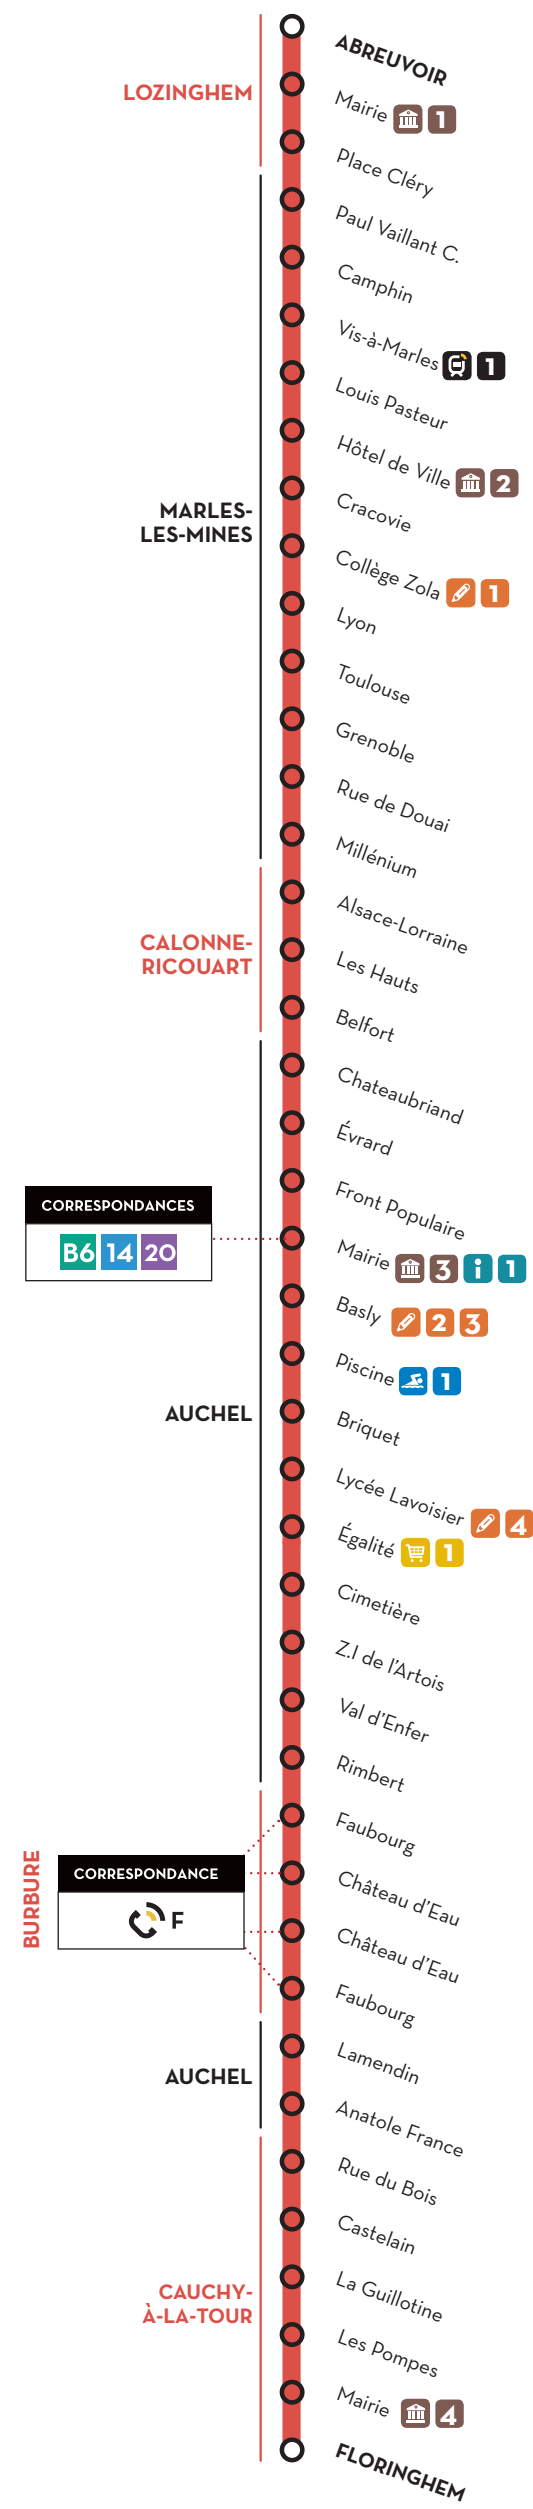 LOZINGHEM
ABREUVOIR
Mairie 1
Place Cléry
MARLES-
LES-MINES
Paul Vaillant C.
Camphin
Vis-à-Marles 1
Louis Pasteur
Hôtel de Ville 2
Cracovie
Collège Zola 1
Lyon
Toulouse
Grenoble
Rue de Douai
Millénium
CALONNE-
RICOUART
Alsace-Lorraine
Les Hauts
Belfort
AUCHEL
Chateaubriand
Évrard
Front Populaire
CORRESPONDANCES
B6 14 20
Mairie 3 i 1
Basly 2 3
Piscine 1
Briquet
Lycée Lavoisier 4
Égalité 1
Cimetière
Z.I de l'Artois
Val d'Enfer
Rimbert
BURBURE
CORRESPONDANCE
F
Faubourg
Château d'Eau
Château d'Eau
Faubourg
AUCHEL
Lamendin
Anatole France
CAUCHY-
À-LA-TOUR
Rue du Bois
Castelain
La Guillotine
Les Pompes
Mairie 4
FLORINGHEM